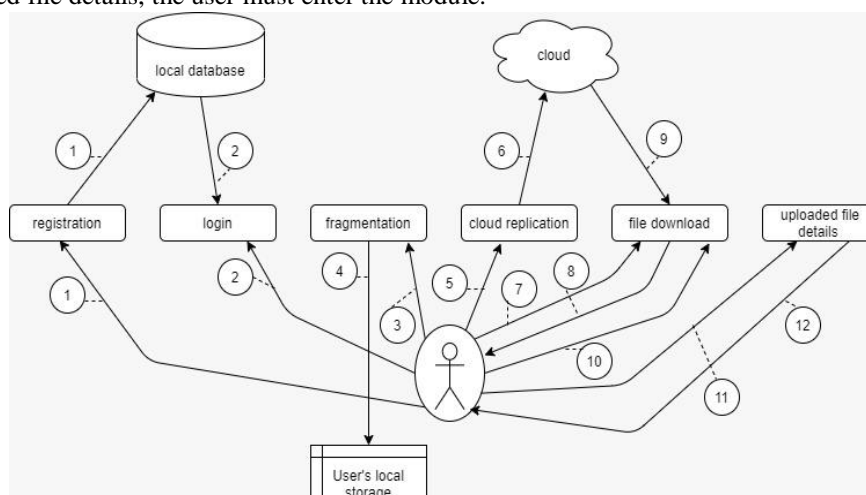 ed file details, the user must enter the module.
local database
cloud
1
2
6
9
registration
login
fragmentation
cloud replication
file download
uploaded file
details
4
8
2
5
7
1
3
12
10
11
User's local
storage